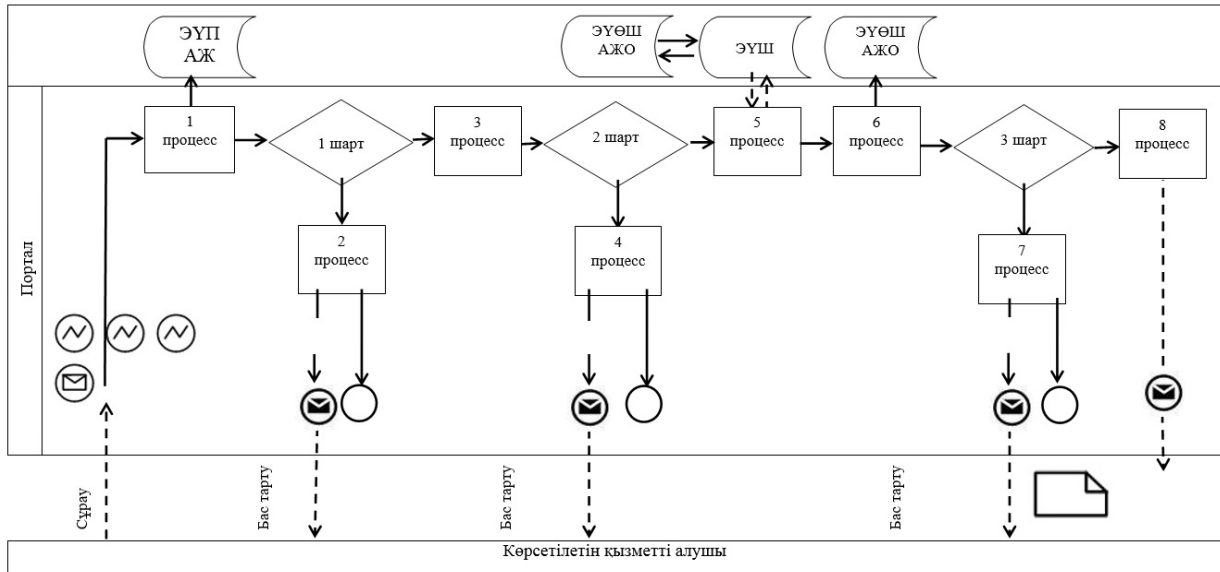 ЭҮП
АЖ
ЭҮӨШ
АЖО
ЭҮШ
ЭҮӨШ
АЖО
1
процесс
1 шарт
3
процесс
2 шарт
5
процесс
6
процесс
3 шарт
8
процесс
2
процесс
4
процесс
7
процесс
Портал
Сұрау
Бас тарту
Бас тарту
Бас тарту
Көрсетілетін қызметті алушы